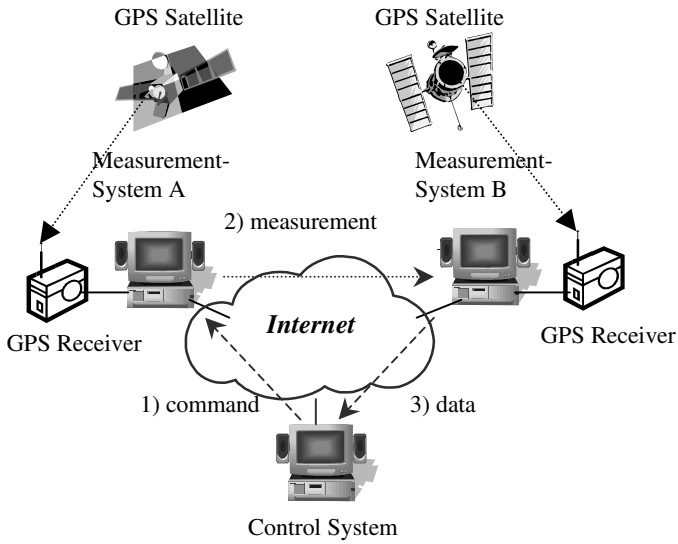 GPS Satellite
GPS Satellite
Measurement-
System A
Measurement-
System B
2) measurement
Internet
GPS Receiver
GPS Receiver
1) command
3) data
Control System